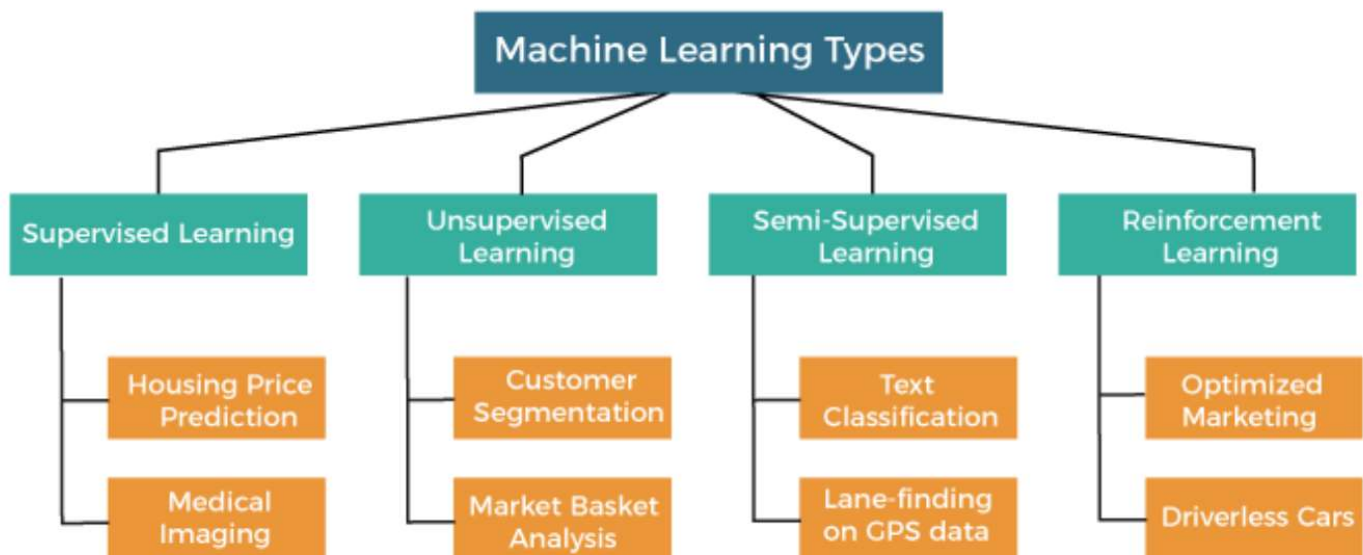 Machine Learning Types
Supervised Learning
Unsupervised
Learning
Semi-Supervised
Learning
Reinforcement
Learning
Housing Price
Prediction
Customer
Segmentation
Text
Classification
Optimized
Marketing
Medical
Imaging
Market Basket
Analysis
Lane-finding
on GPS data
Driverless Cars